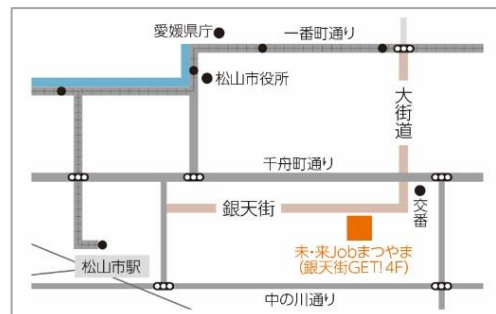 愛媛県庁
一番町通り
松山市役所
大街道
千舟町通り
銀天街
交番
未・来Jobまつやま
(銀天街GET!4F)
松山市駅
中の川通り